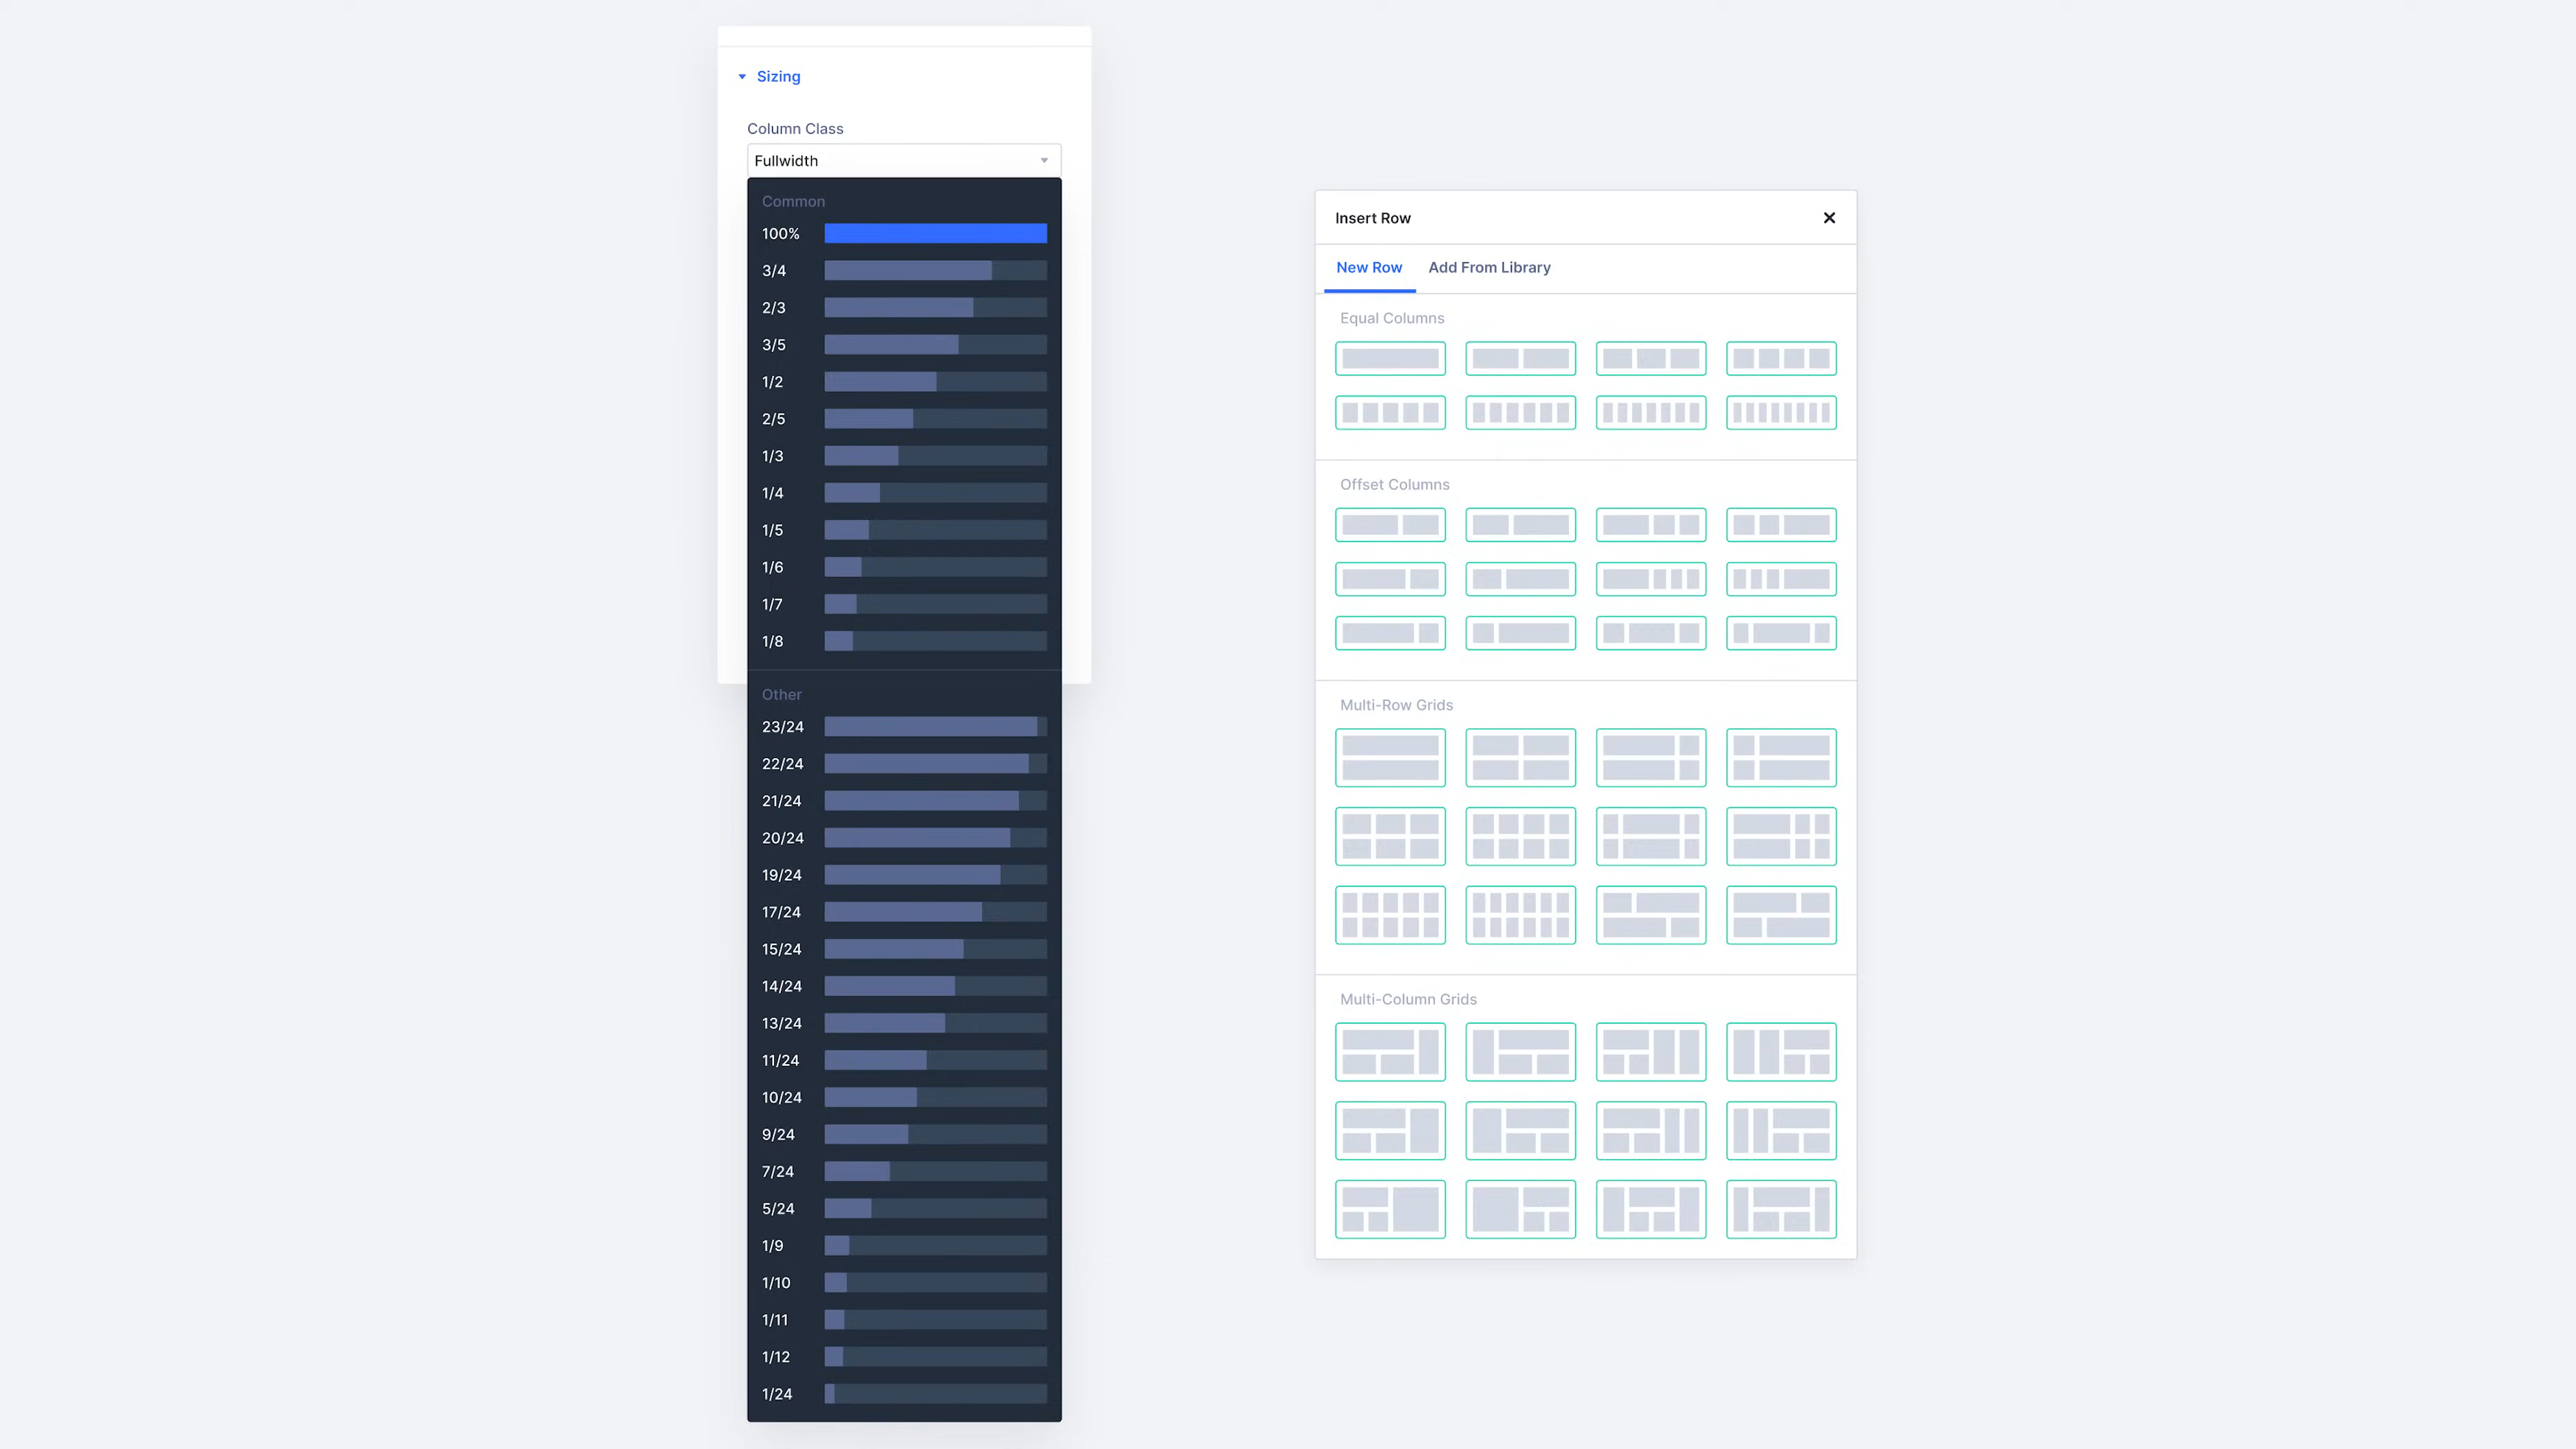 Sizing
Column Class
Fullwidth
Common
100%
3/4
2/3
3/5
1/2
2/5
1/3
1/4
1/5
1/6
1/7
1/8
Other
23/24
22/24
21/24
20/24
19/24
17/24
15/24
14/24
13/24
11/24
10/24
9/24
7/24
5/24
1/9
1/10
1/11
1/12
1/24
Insert Row
New Row Add From Library
Equal Columns
Offset Columns
Multi-Row Grids
Multi-Column Grids